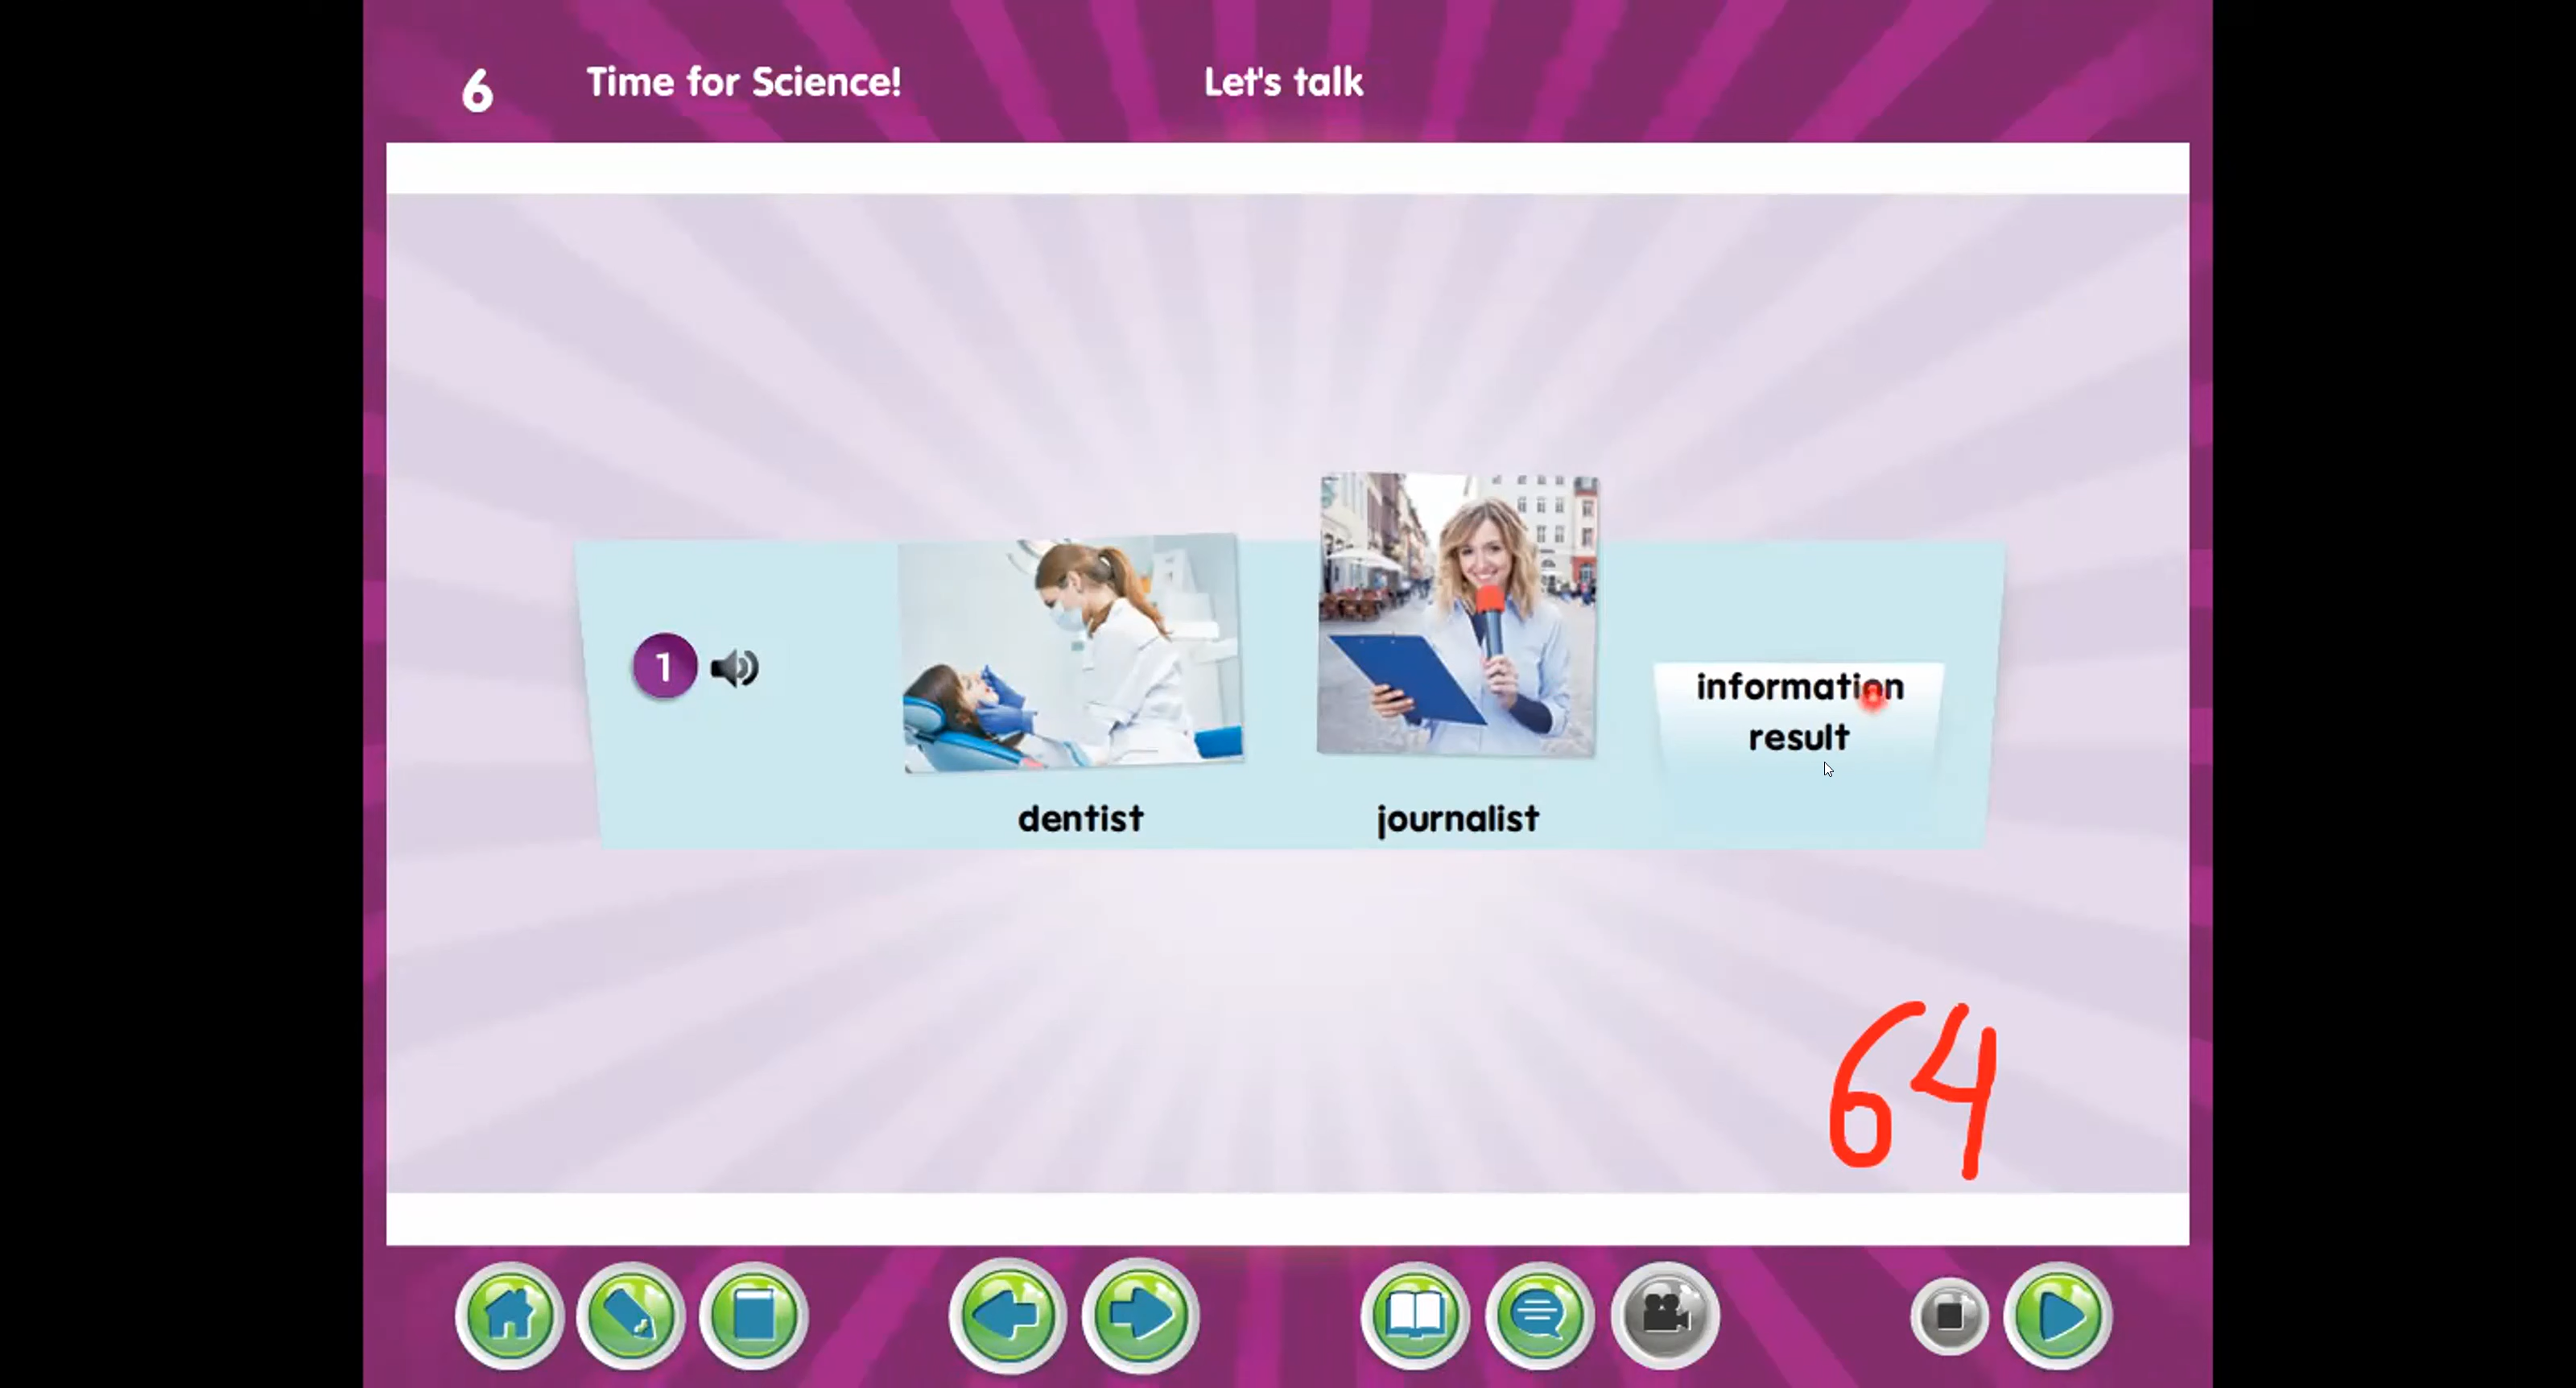 6 Time for Science! Let's talk
1
information
result
dentist journalist
64